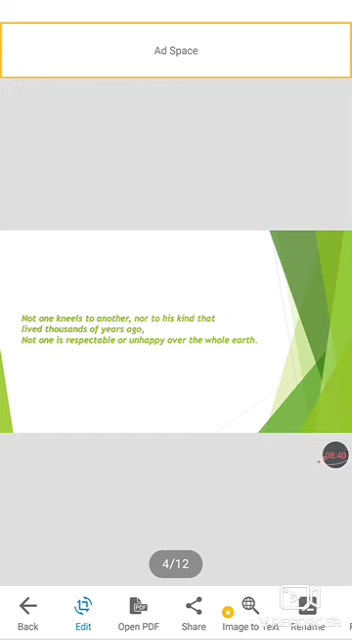 Ad Space
Not one kneels to another, nor to his kind that
lived thousands of years ago,
Not one is respectable or unhappy over the whole earth.
08:40
4/12
Back
Edit
PDF
Open PDF
Share
Image to Text
Rename